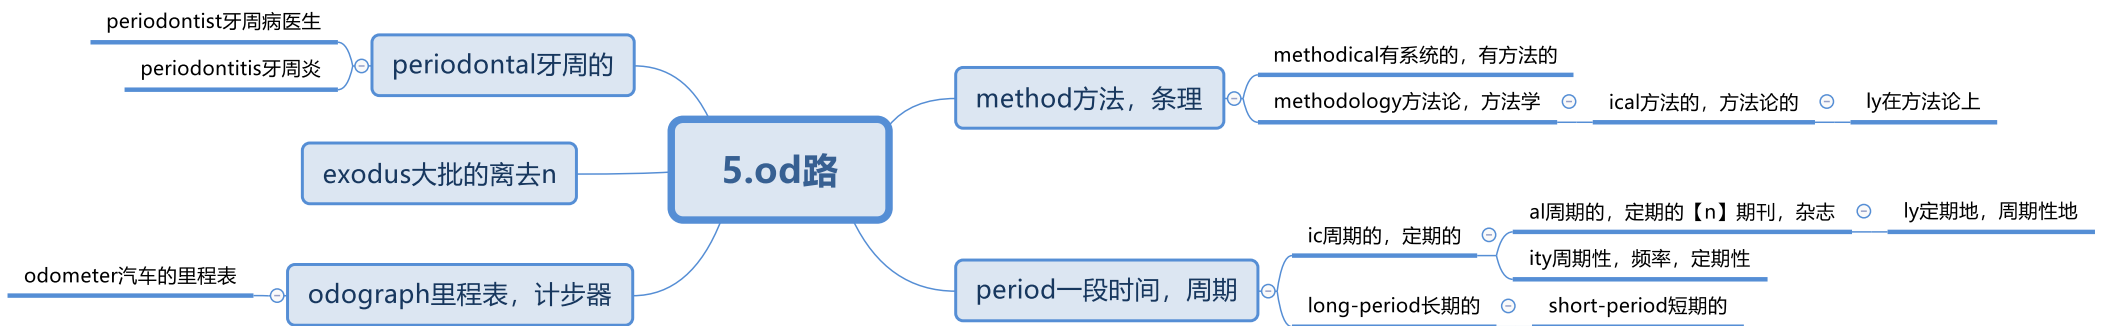 periodontist牙周病医生
periodontitis牙周炎
periodontal牙周的
exodus大批的离去n
odometer汽车的里程表
odograph里程表，计步器
5.od路
method方法，条理
methodical有系统的，有方法的
methodology方法论，方法学
ical方法的，方法论的
ly在方法论上
period一段时间，周期
ic周期的，定期的
al周期的，定期的【n】期刊，杂志
ly定期地，周期性地
ity周期性，频率，定期性
long-period长期的
short-period短期的